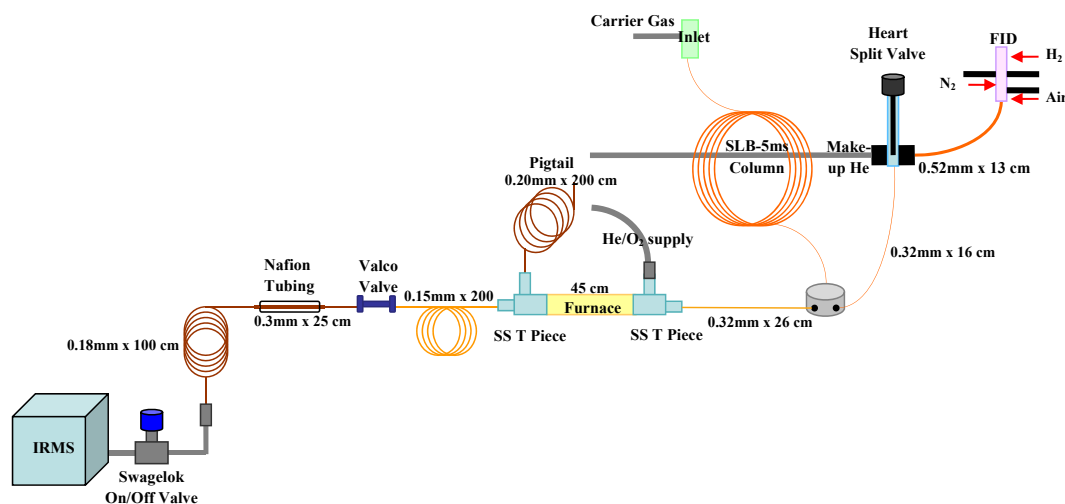 Carrier Gas
Inlet
Heart
Split Valve
FID
H2
N2
Air
SLB-5ms
Column
Make-
up He
0.52mm x 13 cm
Pigtail
0.20mm x 200 cm
He/O2 supply
0.32mm x 16 cm
Nafion
Tubing
Valco
Valve
0.15mm x 200
45 cm
Furnace
0.3mm x 25 cm
0.32mm x 26 cm
SS T Piece
SS T Piece
0.18mm x 100 cm
IRMS
Swagelok
On/Off Valve